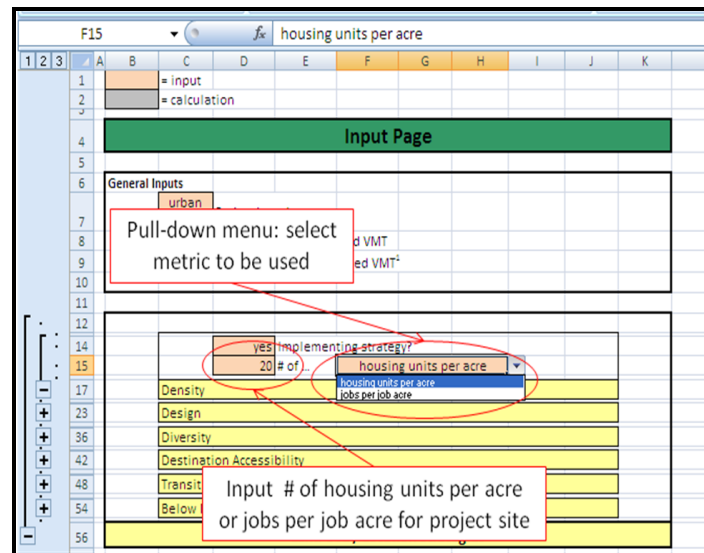 F15 fx housing units per acre
1 2 3 A B C D E F G H I J K
1 = input
2 = calculation
3
4 Input Page
5
6 General Inputs
urban
7
Pull-down menu: select
metric to be used
8 d VMT
9 ed VMT1
10
11
12
14 yes Implementing strategy?
15 20 # of ... housing units per acre
housing units per acre
jobs per job acre
17 Density
23 Design
36 Diversity
42 Destination Accessibility
48 Transit
54 Below
Input # of housing units per acre
or jobs per job acre for project site
56